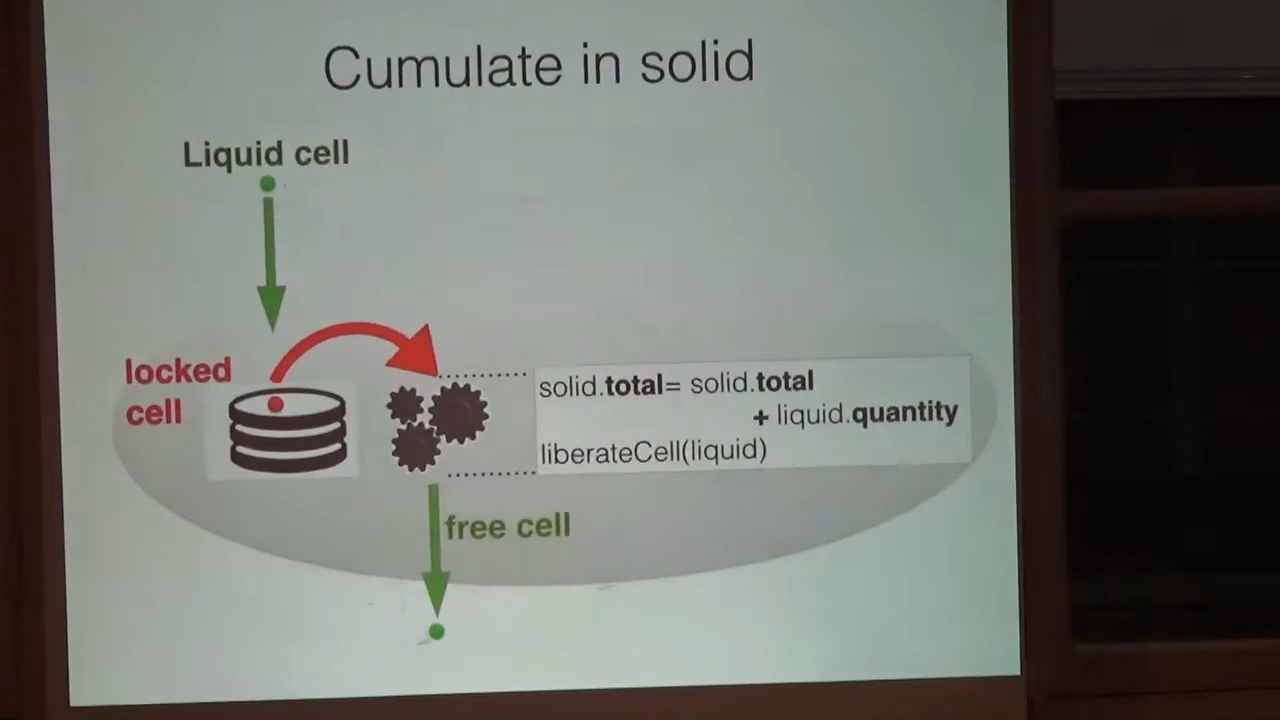 Cumulate in solid
Liquid cell
locked
cell
solid.total= solid.total
+ liquid.quantity
liberateCell(liquid)
free cell